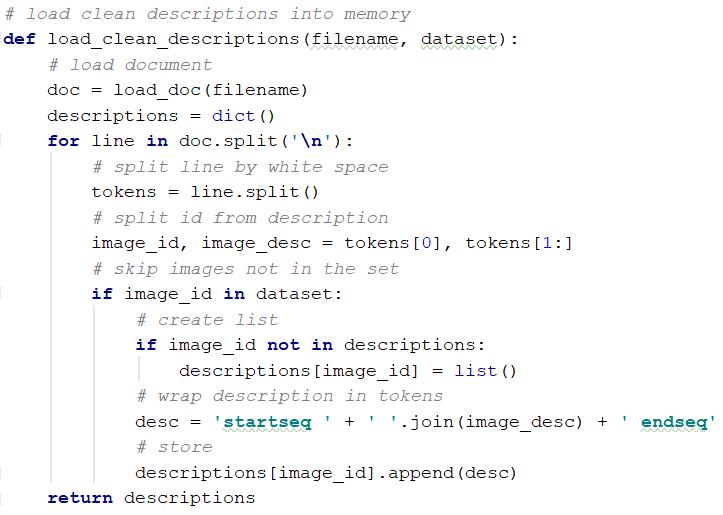 # load clean descriptions into memory
def load_clean_descriptions(filename, dataset):
    # load document
    doc = load_doc(filename)
    descriptions = dict()
    for line in doc.split('\n'):
        # split line by white space
        tokens = line.split()
        # split id from description
        image_id, image_desc = tokens[0], tokens[1:]
        # skip images not in the set
        if image_id in dataset:
            # create list
            if image_id not in descriptions:
                descriptions[image_id] = list()
            # wrap description in tokens
            desc = 'startseq ' + ' '.join(image_desc) + ' endseq'
            # store
            descriptions[image_id].append(desc)
    return descriptions